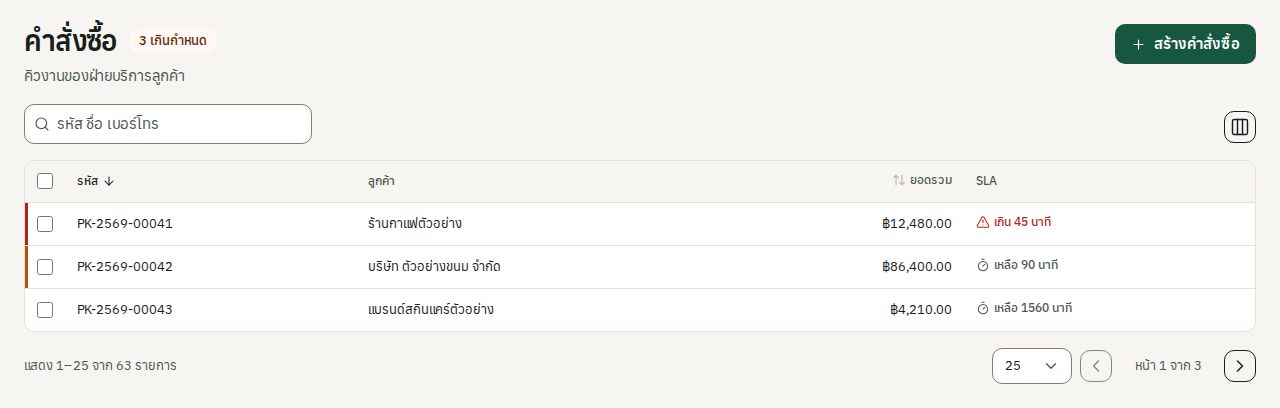 คำสั่งซื้อ
3 เกินกำหนด
สร้างคำสั่งซื้อ
คิวงานของฝ่ายบริการลูกค้า
รหัส ชื่อ เบอร์โทร
รหัส ลูกค้า ยอดรวม SLA
PK-2569-00041 ร้านกาแฟตัวอย่าง ฿12,480.00 เกิน 45 นาที
PK-2569-00042 บริษัท ตัวอย่างขนม จำกัด ฿86,400.00 เหลือ 90 นาที
PK-2569-00043 แบรนด์สกินแคร์ตัวอย่าง ฿4,210.00 เหลือ 1560 นาที
แสดง 1–25 จาก 63 รายการ 25 หน้า 1 จาก 3